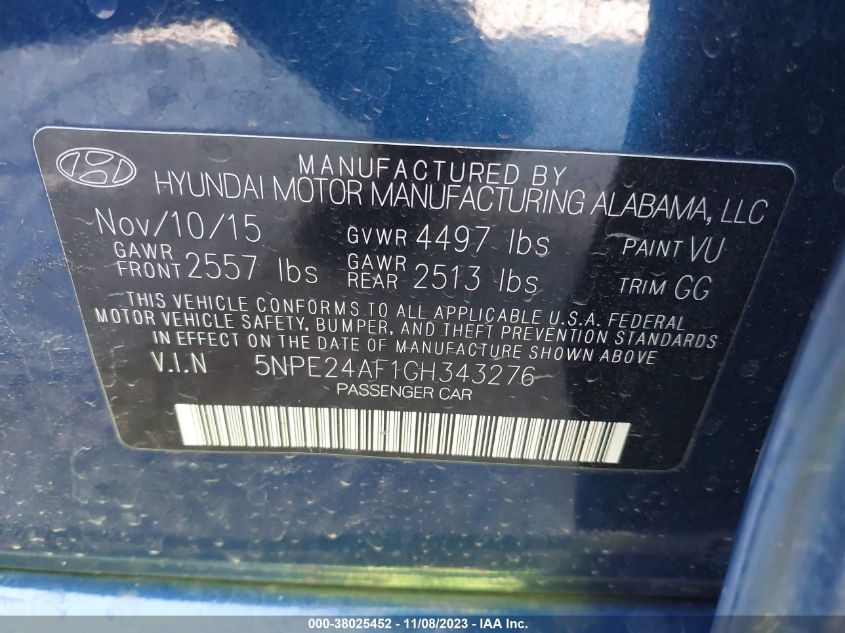 MANUFACTURED BY
HYUNDAI MOTOR MANUFACTURING ALABAMA, LLC
Nov/10/15 GVWR 4497 lbs PAINT VU
GAWR FRONT 2557 lbs GAWR REAR 2513 lbs TRIM GG
THIS VEHICLE CONFORMS TO ALL APPLICABLE U.S.A. FEDERAL
MOTOR VEHICLE SAFETY, BUMPER, AND THEFT PREVENTION STANDARDS
IN EFFECT ON THE DATE OF MANUFACTURE SHOWN ABOVE
V.I.N 5NPE24AF1GH343276
PASSENGER CAR
000-38025452 - 11/08/2023 - IAA Inc.